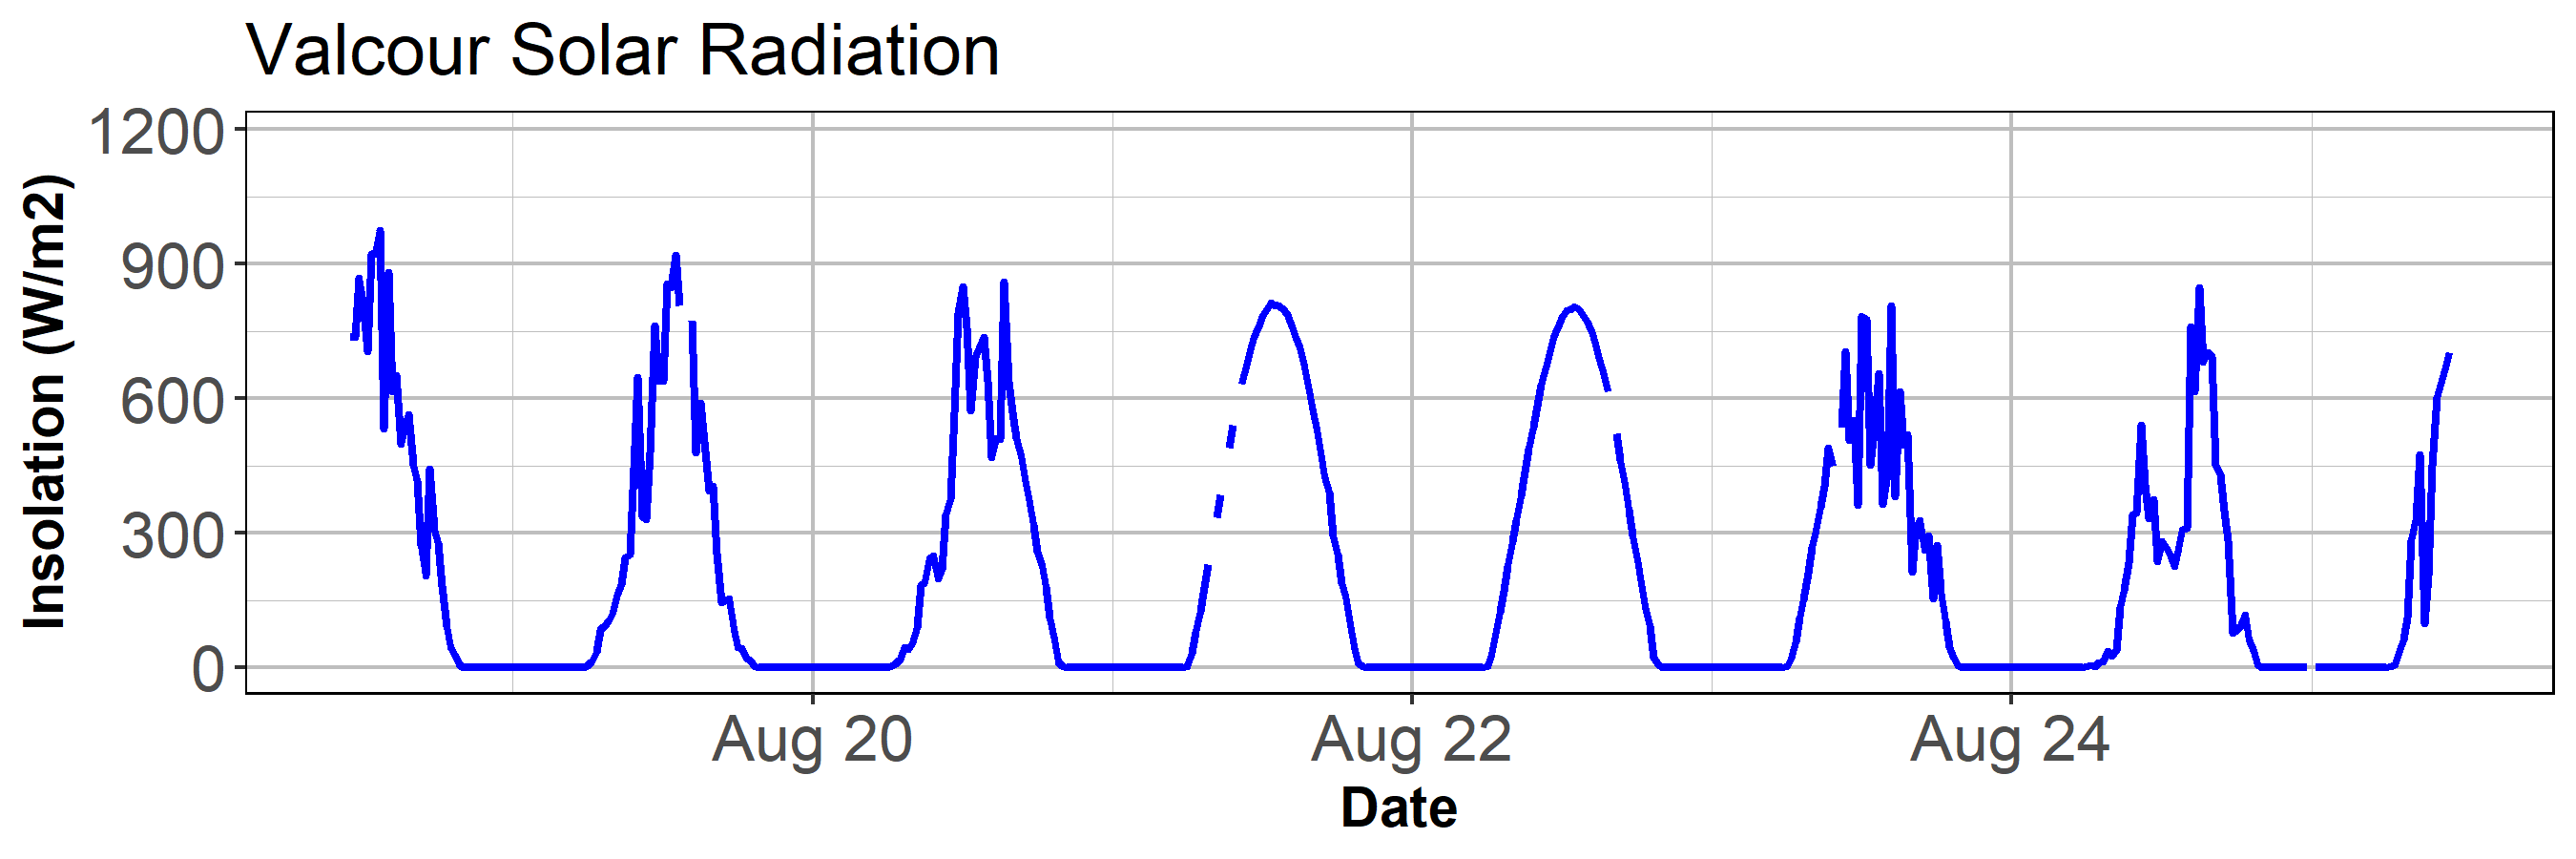 Valcour Solar Radiation
Insolation (W/m2)
1200
900
600
300
0
Aug 20
Aug 22
Aug 24
Date